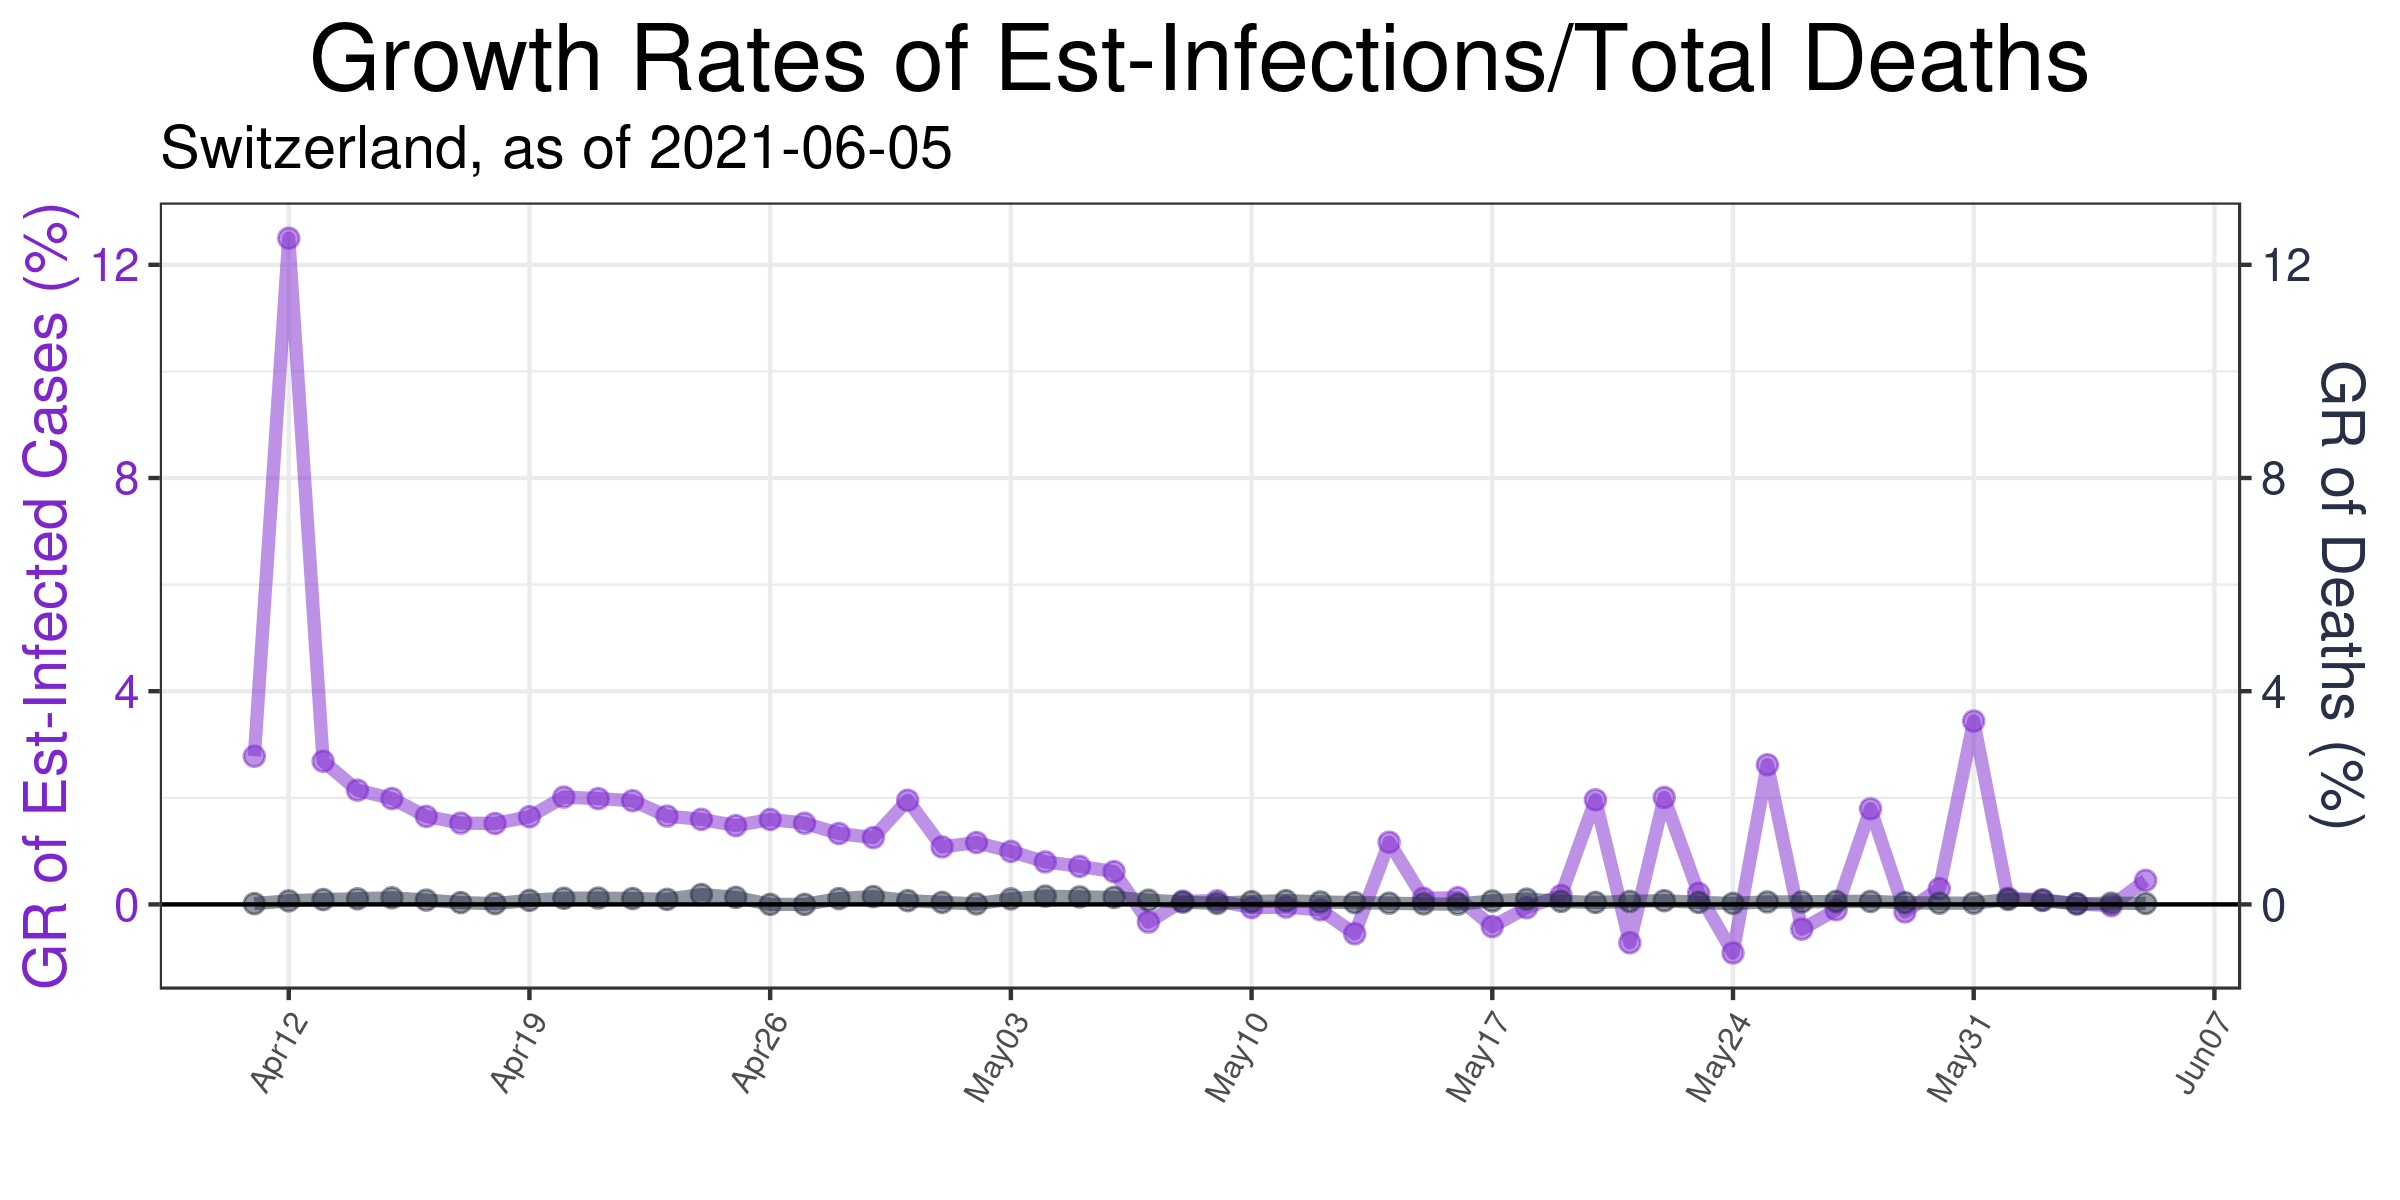 Growth Rates of Est-Infections/Total Deaths
Switzerland, as of 2021-06-05
GR of Est-Infected Cases (%)
12
8
4
0
12
8
4
0
GR of Deaths (%)
Apr12
Apr19
Apr26
May03
May10
May17
May24
May31
Jun07